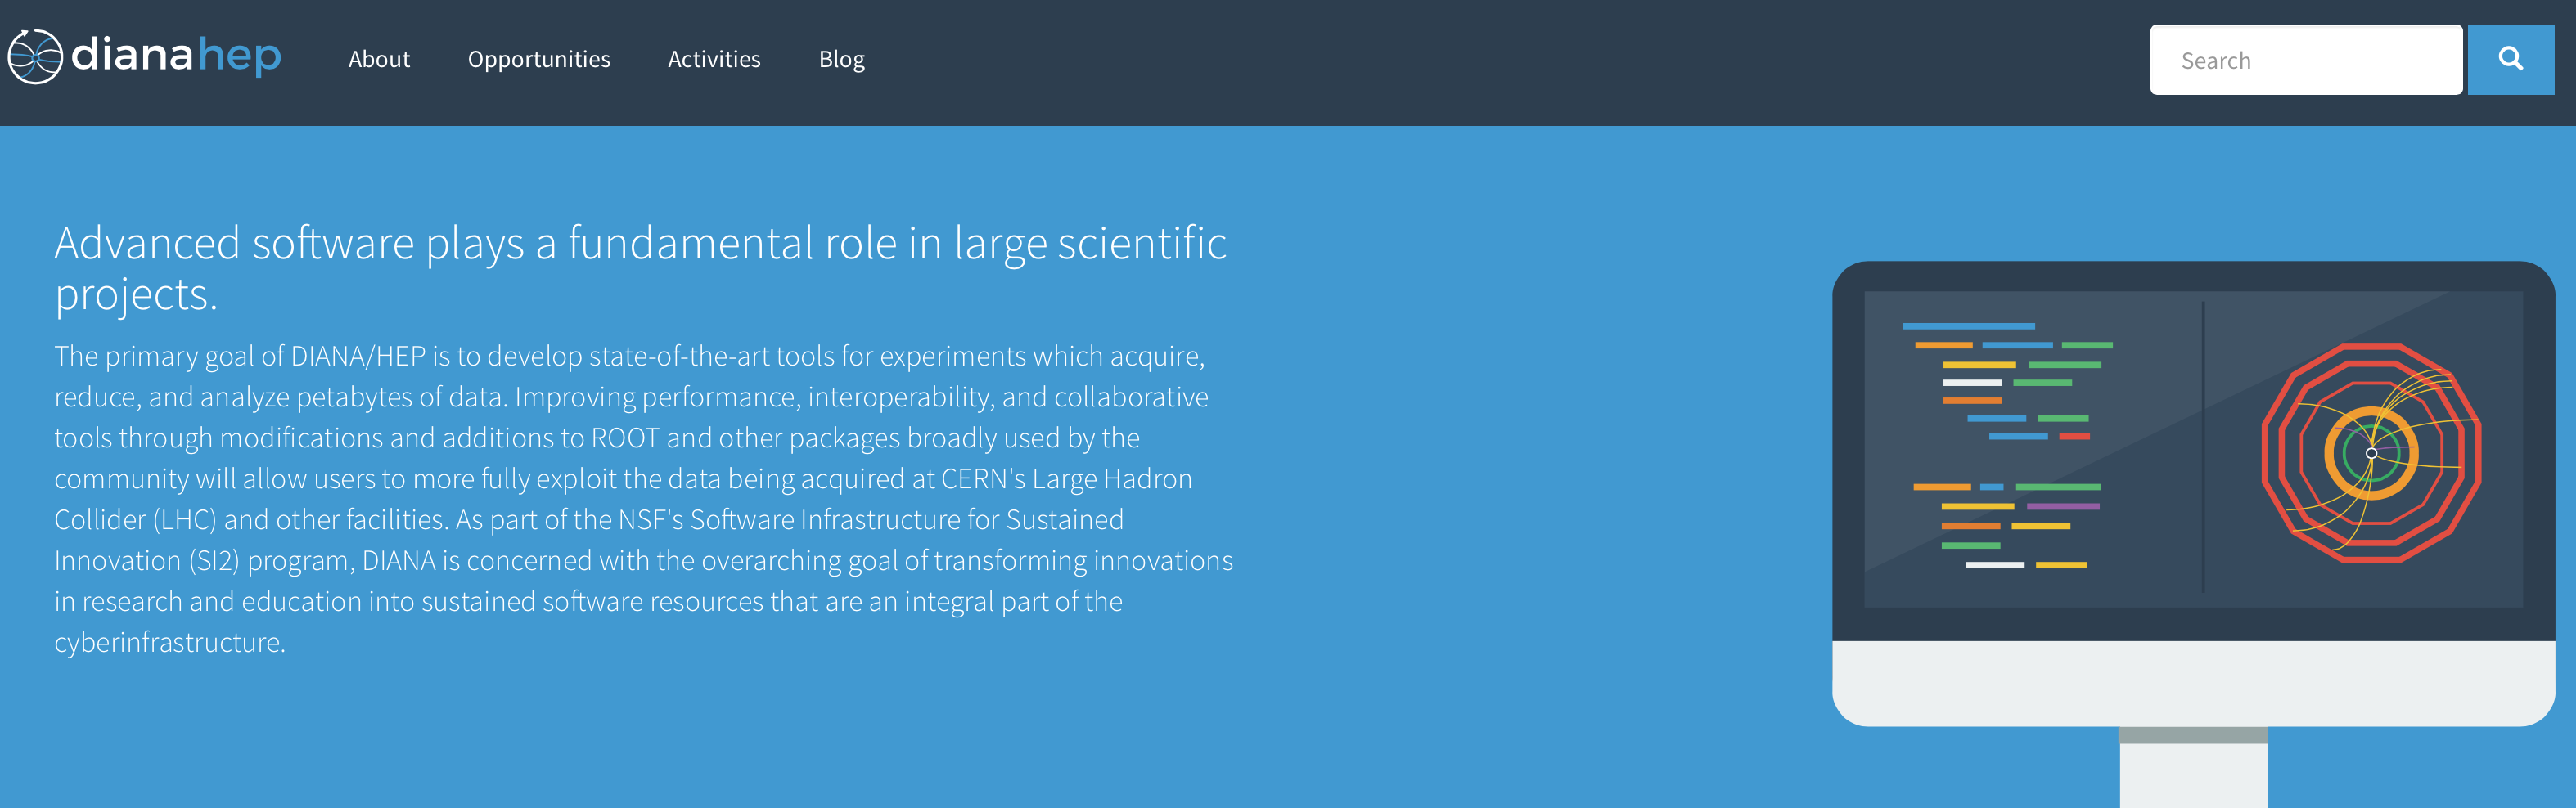 dianahep
About
Opportunities
Activities
Blog
Search
Advanced software plays a fundamental role in large scientific
projects.
The primary goal of DIANA/HEP is to develop state-of-the-art tools for experiments which acquire,
reduce, and analyze petabytes of data. Improving performance, interoperability, and collaborative
tools through modifications and additions to ROOT and other packages broadly used by the
community will allow users to more fully exploit the data being acquired at CERN's Large Hadron
Collider (LHC) and other facilities. As part of the NSF's Software Infrastructure for Sustained
Innovation (SI2) program, DIANA is concerned with the overarching goal of transforming innovations
in research and education into sustained software resources that are an integral part of the
cyberinfrastructure.